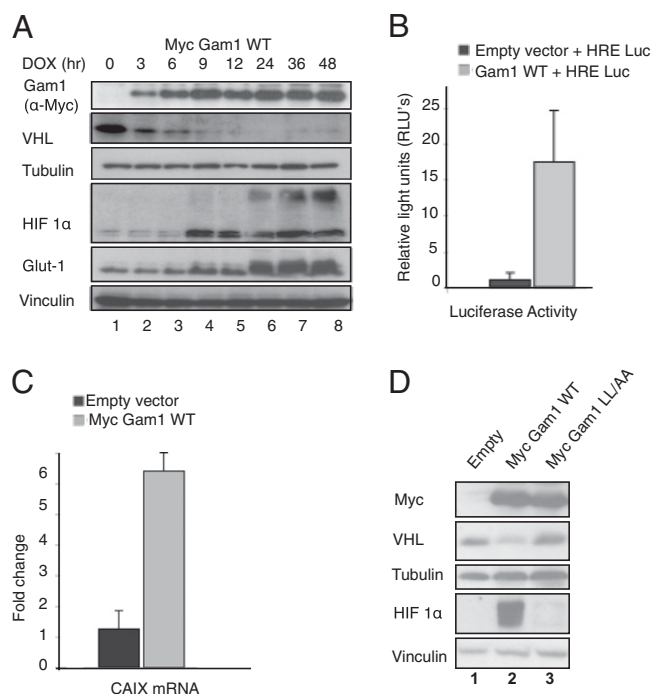 A
Myc Gam1 WT
DOX (hr) 0 3 6 9 12 24 36 48
Gam1
(α-Myc)
VHL
Tubulin
HIF 1α
Glut-1
Vinculin
1 2 3 4 5 6 7 8
B
Empty vector + HRE Luc
Gam1 WT + HRE Luc
Relative light units (RLU's)
25
20
15
10
5
0
Luciferase Activity
C
Empty vector
Myc Gam1 WT
Fold change
6
5
4
3
2
1
0
CAIX mRNA
D
Empty
Myc Gam1 WT
Myc Gam1 LL/AA
Myc
VHL
Tubulin
HIF 1α
Vinculin
1 2 3